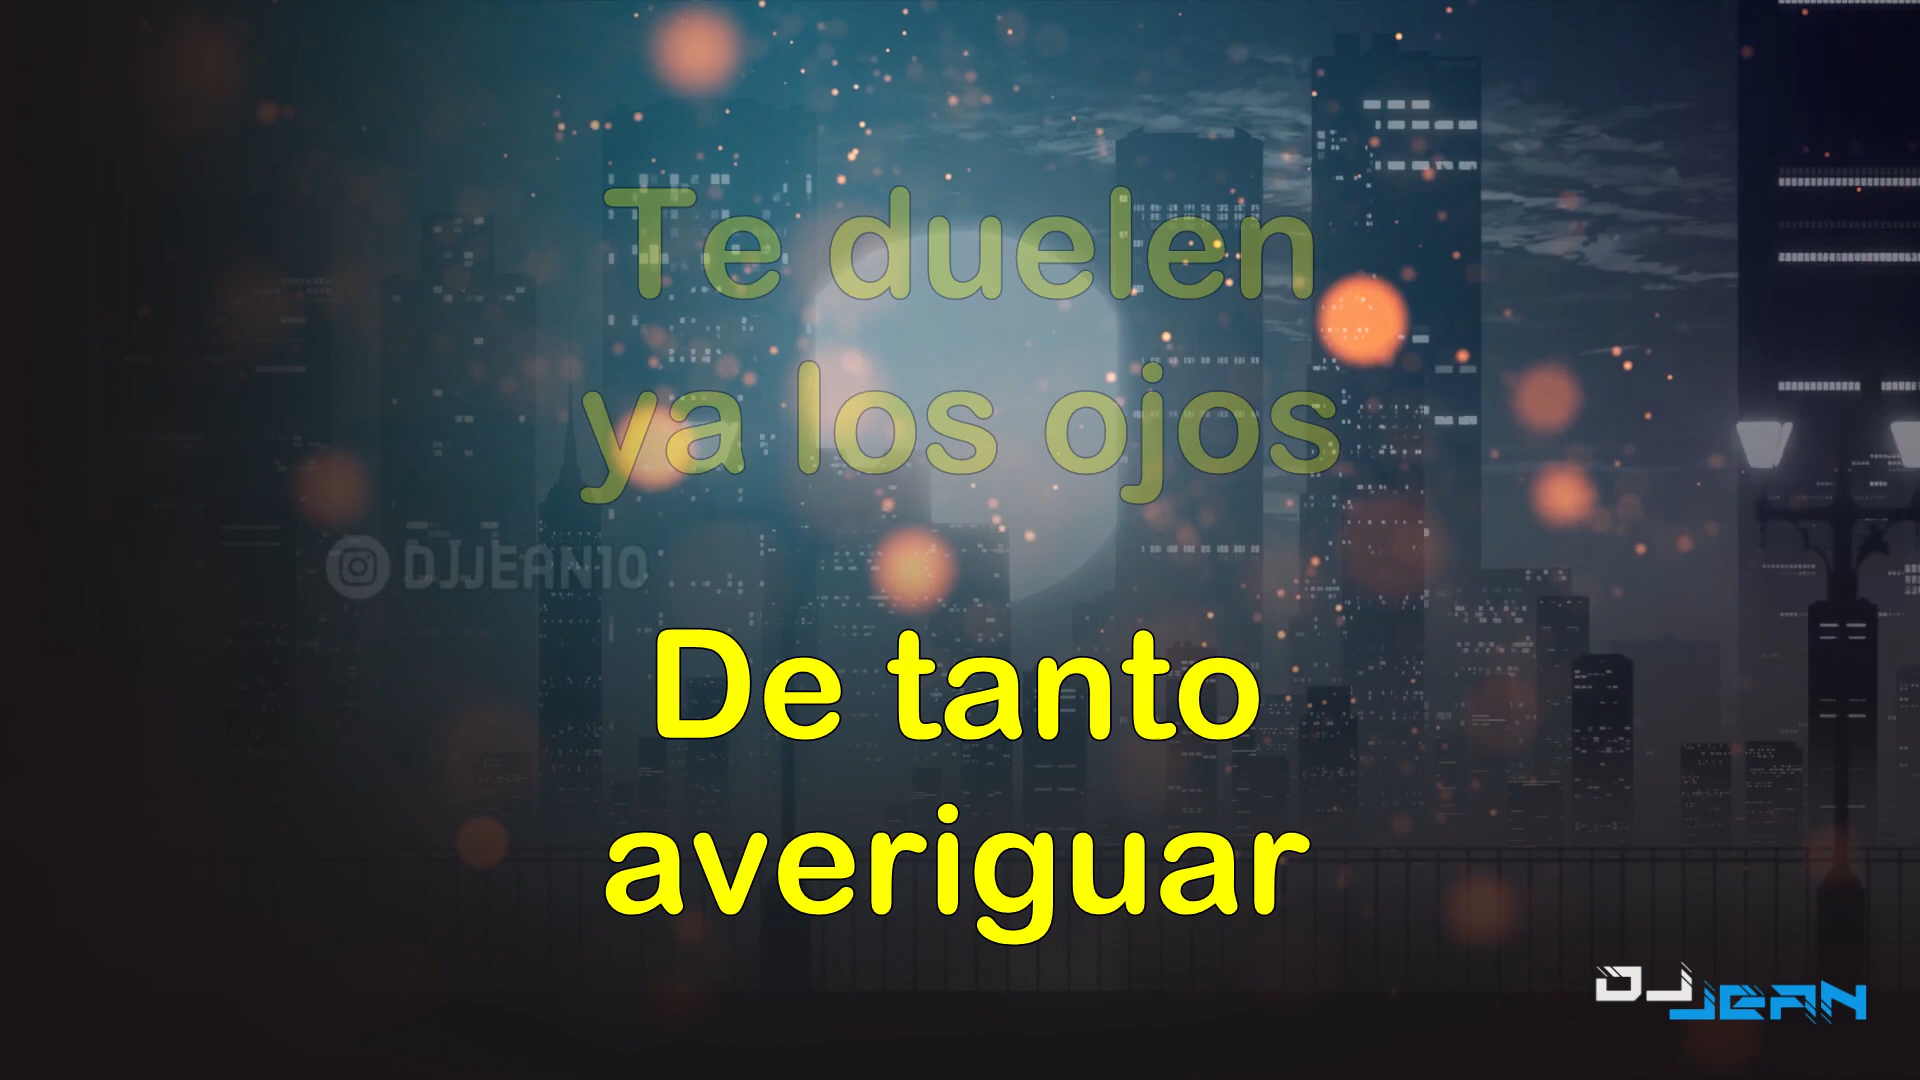 Te duelen
ya los ojos
DJJEAN10
De tanto
averiguar
DJ JEAN